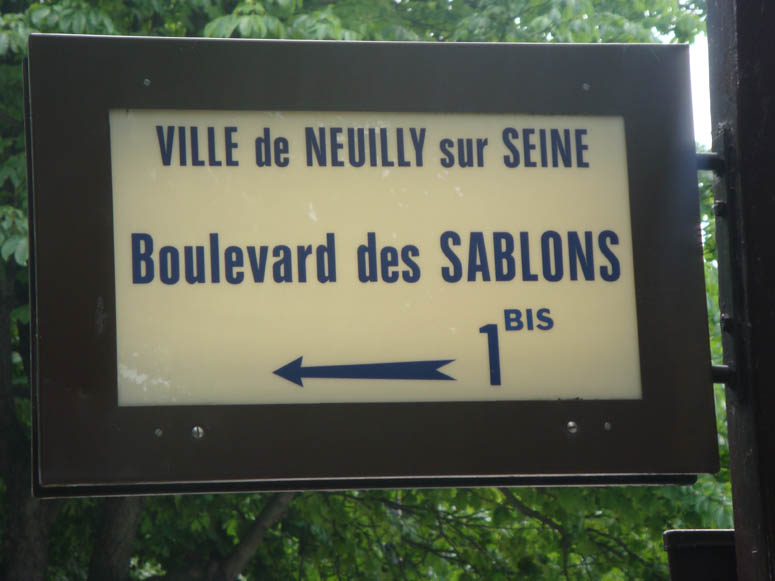 VILLE de NEUILLY sur SEINE
Boulevard des SABLONS
1 BIS